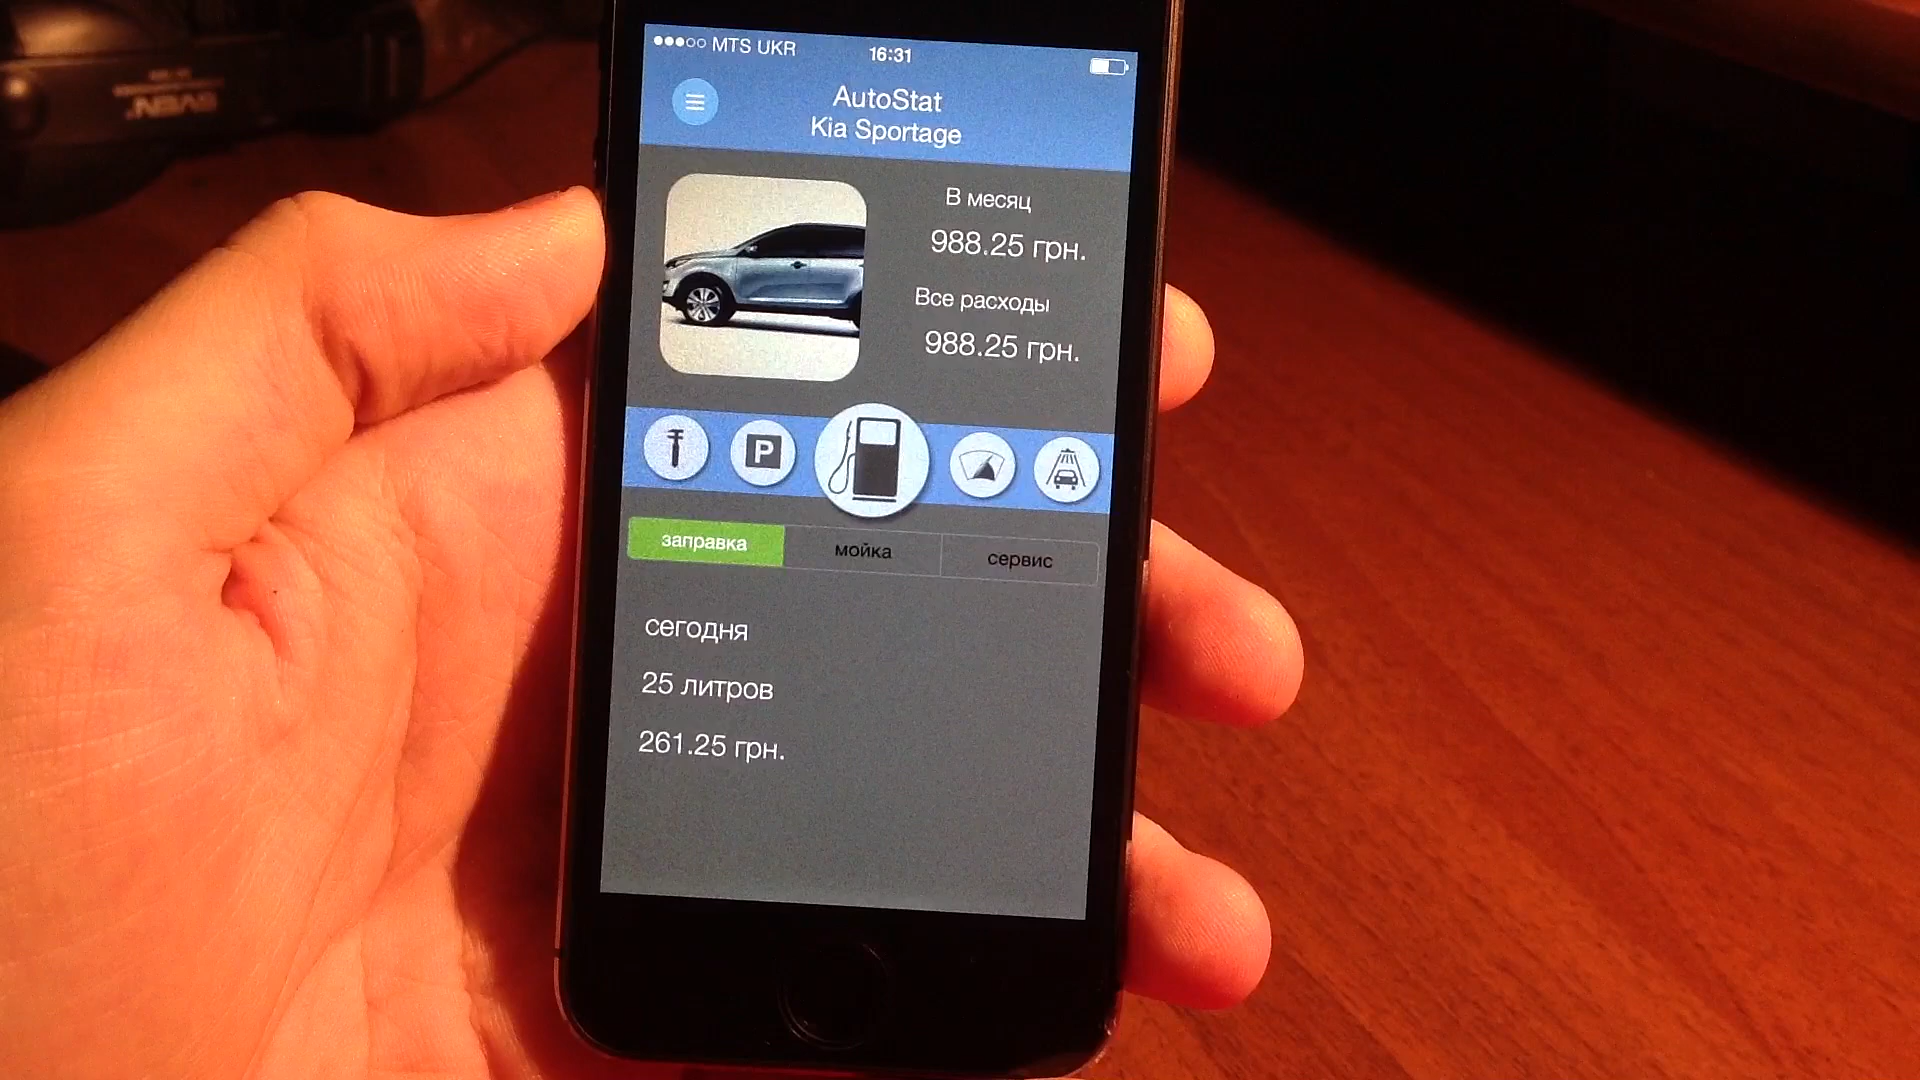 SVEN
MTS UKR
16:31
AutoStat
Kia Sportage
В месяц
988.25 грн.
Все расходы
988.25 грн.
P
заправка
мойка
сервис
сегодня
25 литров
261.25 грн.